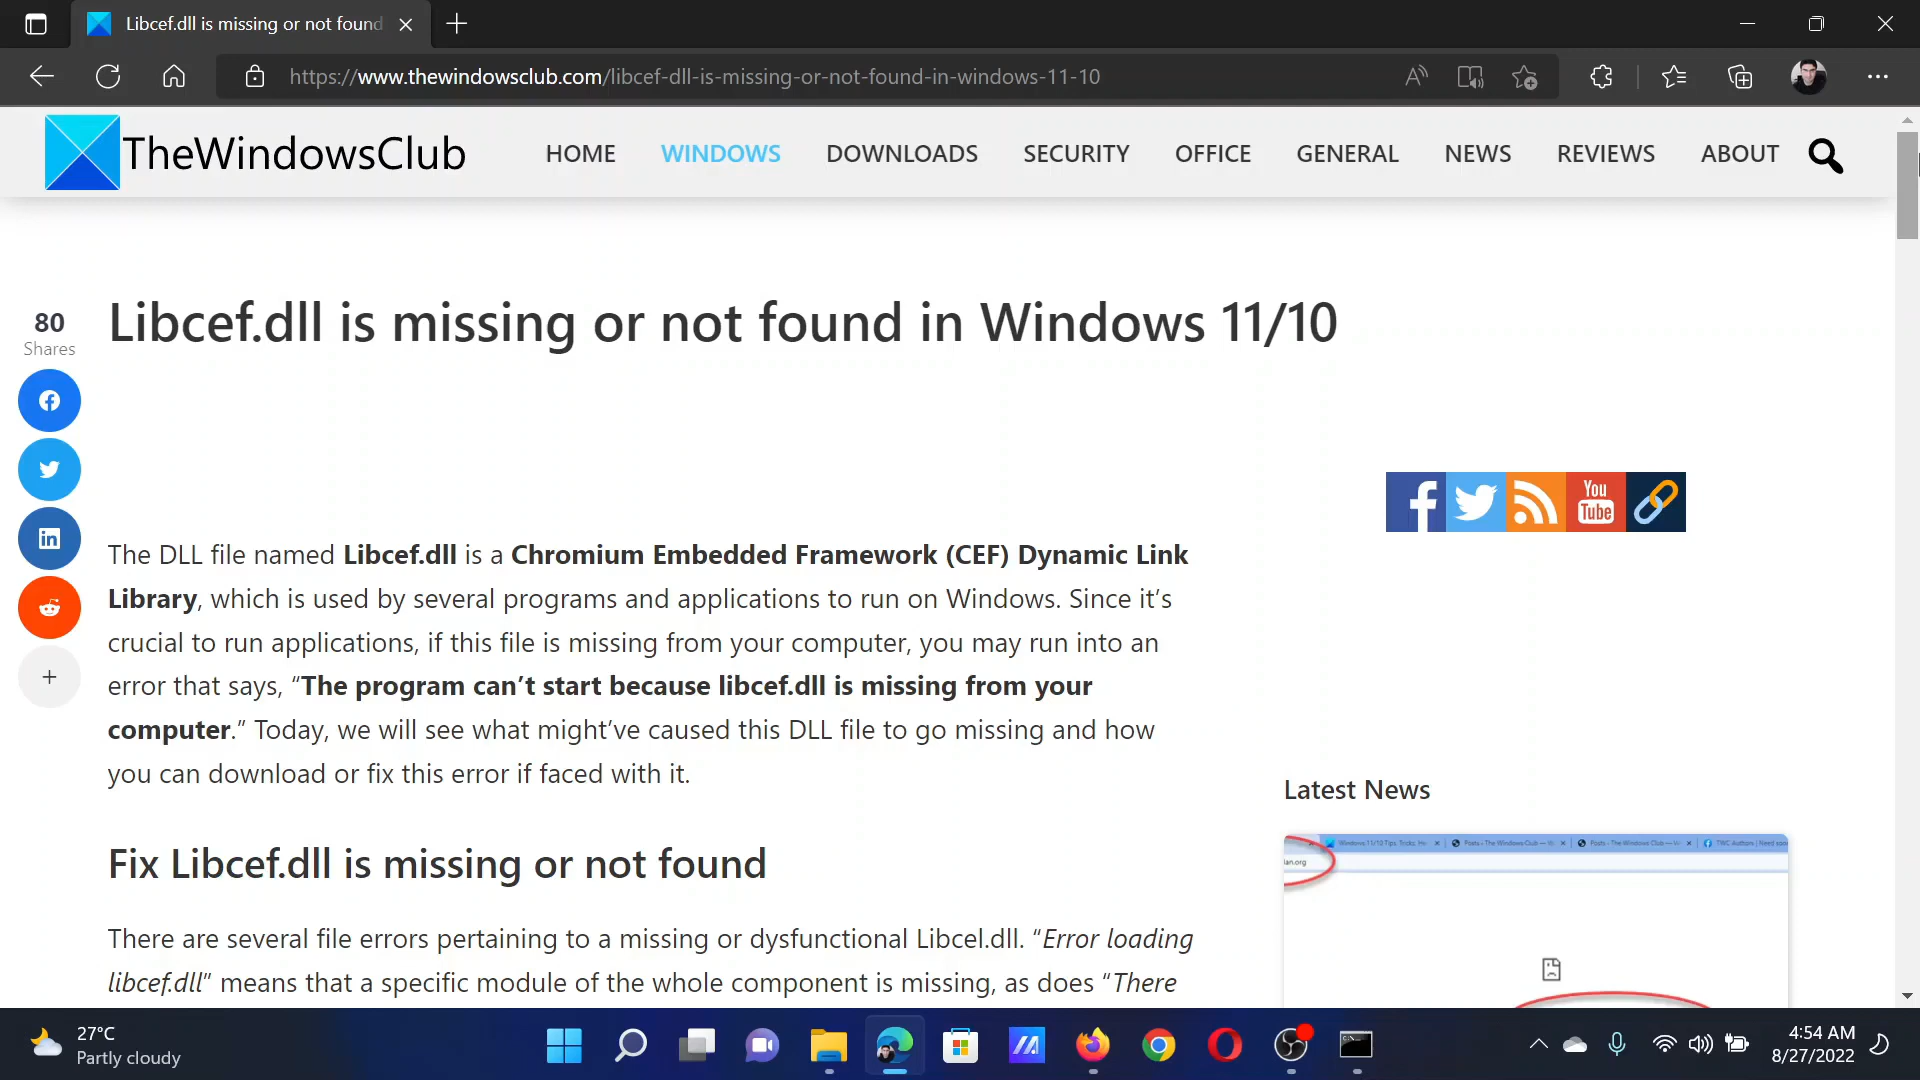 Libcef.dll is missing or not found
https://www.thewindowsclub.com/libcef-dll-is-missing-or-not-found-in-windows-11-10
TheWindowsClub
HOME WINDOWS DOWNLOADS SECURITY OFFICE GENERAL NEWS REVIEWS ABOUT
80
Shares
Libcef.dll is missing or not found in Windows 11/10
You
Tube
The DLL file named Libcef.dll is a Chromium Embedded Framework (CEF) Dynamic Link
Library, which is used by several programs and applications to run on Windows. Since it’s
crucial to run applications, if this file is missing from your computer, you may run into an
error that says, “The program can’t start because libcef.dll is missing from your
computer.” Today, we will see what might’ve caused this DLL file to go missing and how
you can download or fix this error if faced with it.
Latest News
Fix Libcef.dll is missing or not found
There are several file errors pertaining to a missing or dysfunctional Libcel.dll. “Error loading
libcef.dll” means that a specific module of the whole component is missing, as does “There
27°C
Partly cloudy
4:54 AM
8/27/2022